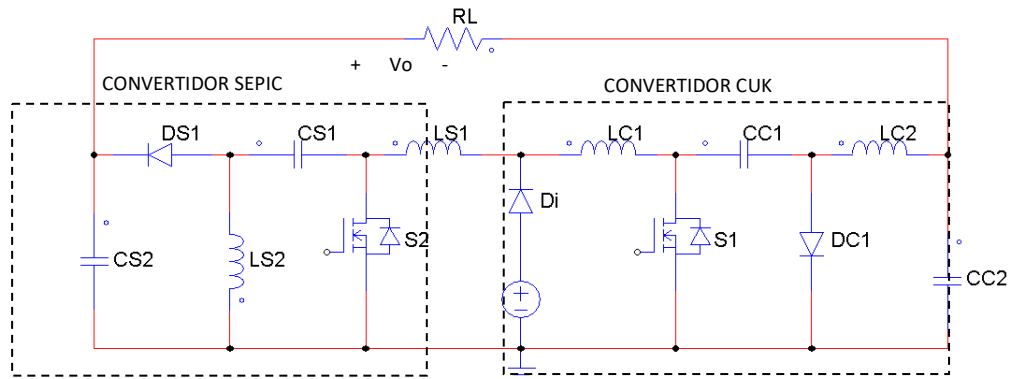 RL
+ Vo -
CONVERTIDOR SEPIC
CONVERTIDOR CUK
DS1
CS1
LS1
LC1
CC1
LC2
Di
CS2
LS2
S2
S1
DC1
CC2